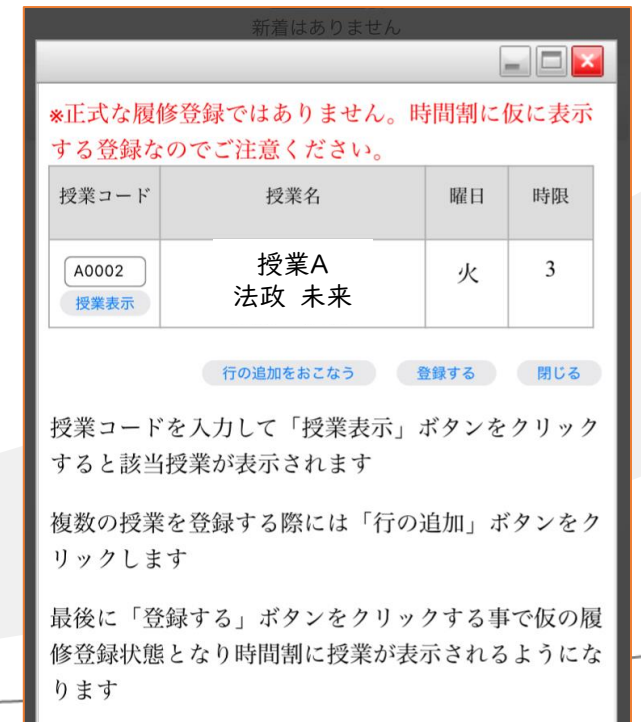 新着はありません
※正式な履修登録ではありません。時間割に仮に表示
する登録なのでご注意ください。
授業コード 授業名 曜日 時限
A0002 授業A 火 3
授業表示 法政 未来
行の追加をおこなう 登録する 閉じる
授業コードを入力して「授業表示」ボタンをクリック
すると該当授業が表示されます
複数の授業を登録する際には「行の追加」ボタンをク
リックします
最後に「登録する」ボタンをクリックする事で仮の履
修登録状態となり時間割に授業が表示されるようにな
ります